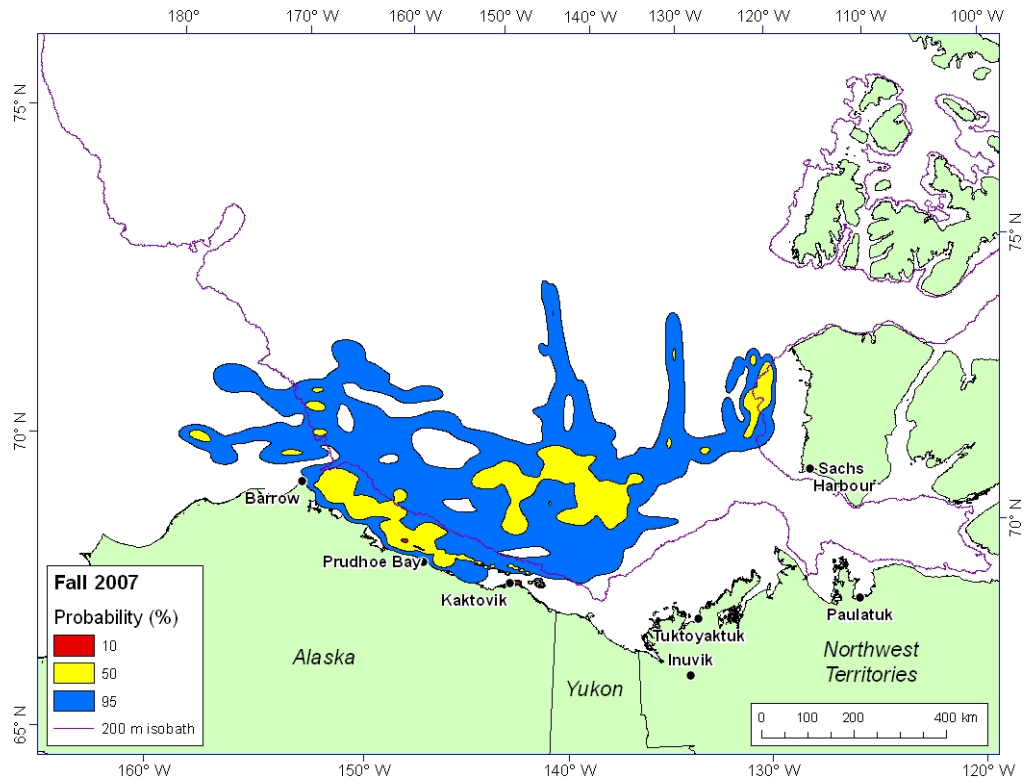 180° 170° W 160° W 150° W 140° W 130° W 120° W 110° W 100° W
75° N
75° N
70° N
70° N
65° N
Sachs
Harbour
Barrow
Prudhoe Bay
Kaktovik
Tuktoyaktuk
Inuvik
Paulatuk
Alaska
Yukon
Northwest
Territories
Fall 2007
Probability (%)
10
50
95
200 m isobath
0 100 200 400 km
160° W 150° W 140° W 130° W 120° W